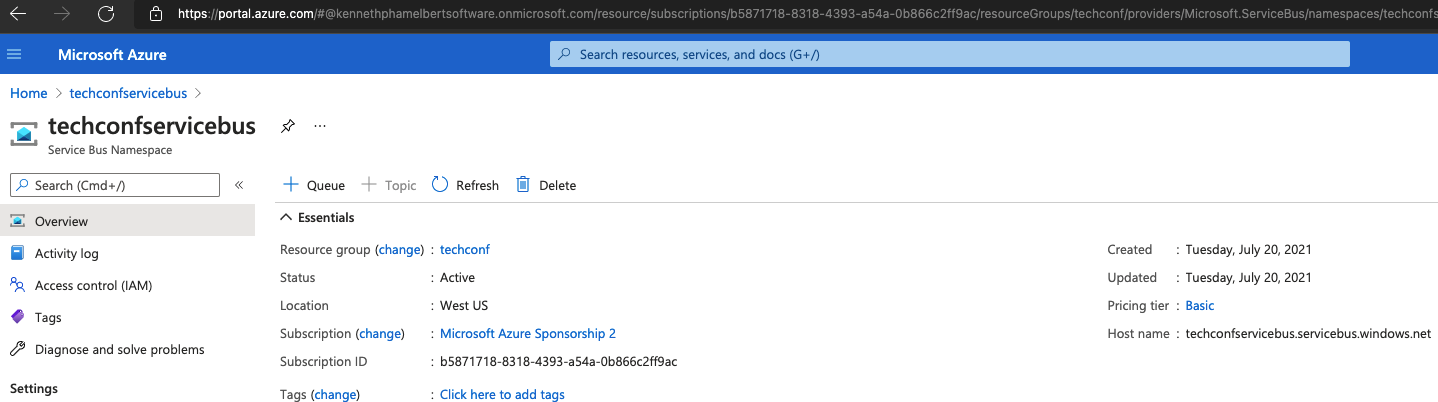 https://portal.azure.com/#@kennethphamelbertsoftware.onmicrosoft.com/resource/subscriptions/b5871718-8318-4393-a54a-0b866c2ff9ac/resourceGroups/techconf/providers/Microsoft.ServiceBus/namespaces/techconfs
Microsoft Azure
Search resources, services, and docs (G+/)
Home > techconfservicebus >
techconfservicebus
...
Service Bus Namespace
Search (Cmd+/)
«
+ Queue + Topic Refresh Delete
Overview
Activity log
Access control (IAM)
Tags
Diagnose and solve problems
Settings
Essentials
Resource group (change) : techconf
Status : Active
Location : West US
Subscription (change) : Microsoft Azure Sponsorship 2
Subscription ID : b5871718-8318-4393-a54a-0b866c2ff9ac
Tags (change) : Click here to add tags
Created : Tuesday, July 20, 2021
Updated : Tuesday, July 20, 2021
Pricing tier : Basic
Host name : techconfservicebus.servicebus.windows.net